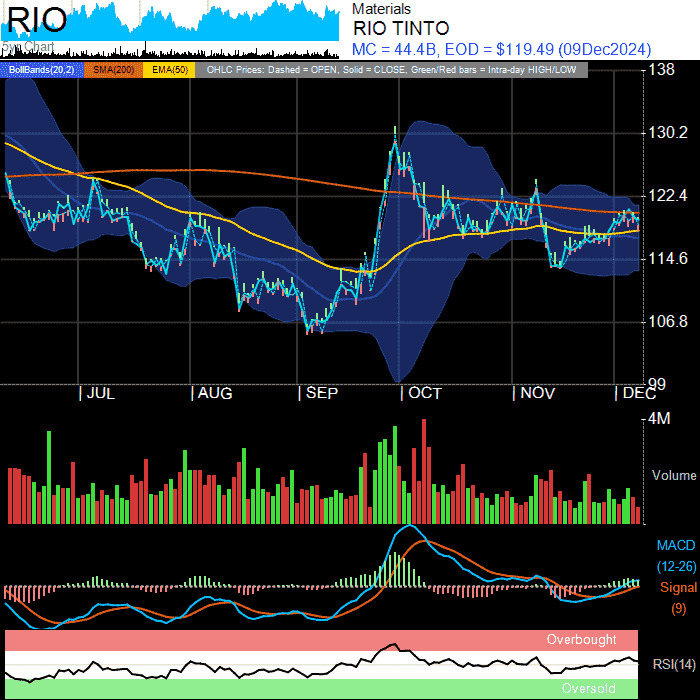 RIO
Materials
RIO TINTO
MC = 44.4B, EOD = $119.49 (09Dec2024)
Chart
BollBands(20,2) SMA(200) EMA(50) OHLC Prices: Dashed = OPEN, Solid = CLOSE, Green/Red bars = Intra-day HIGH/LOW
138
130.2
122.4
114.6
106.8
99
JUL AUG SEP OCT NOV DEC
4M
Volume
MACD
(12-26)
Signal
(9)
Overbought
RSI(14)
Oversold